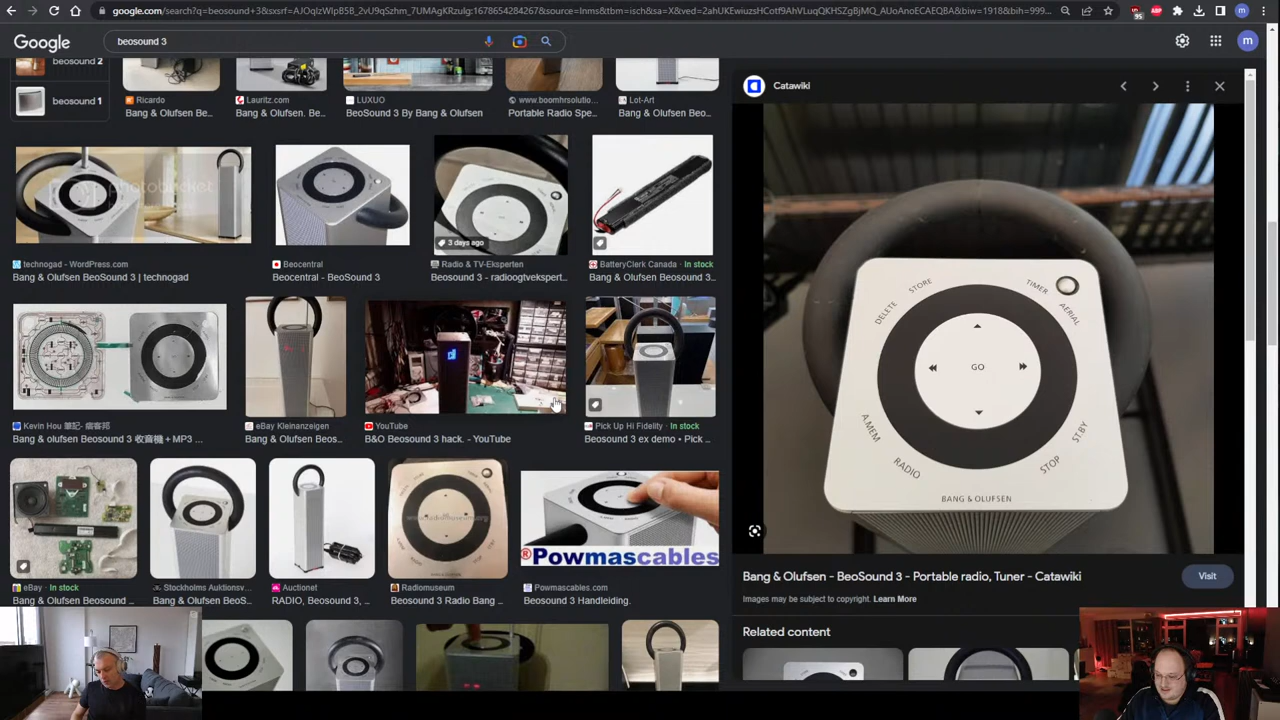 google.com/search?q=beosound+3&sxsrf=AJOqlzWlpB5B_2vU9qSzhm_7UMAgKRzuIg:1678654284267&source=lnms&tbm=isch&sa=X&ved=2ahUKEwiuzsHCotf9AhVLuqQKHSZgBjMQ_AUoAnoECAEQBA&biw=1918&bih=999...
95
m
Google
beosound 3
m
beosound 2
beosound 1
Ricardo
Bang & Olufsen Be...
Lauritz.com
Bang & Olufsen. Be...
LUXUO
BeoSound 3 By Bang & Olufsen
www.boomhrsolutio...
Portable Radio Spe...
Lot-Art
Bang & Olufsen Beo...
photobucket
technogad - WordPress.com
Bang & Olufsen BeoSound 3 | technogad
Beocentral
Beocentral - BeoSound 3
3 days ago
Radio & TV-Eksperten
Beosound 3 - radioogtvekspert...
BatteryClerk Canada · In stock
Bang & Olufsen Beosound 3...
Kevin Hou 筆記- 痞客邦
Bang & olufsen Beosound 3 收音機 + MP3 ...
eBay Kleinanzeigen
Bang & Olufsen Beos...
YouTube
B&O Beosound 3 hack. - YouTube
Pick Up Hi Fidelity · In stock
Beosound 3 ex demo • Pick ...
eBay · In stock
Bang & Olufsen Beosound ...
Stockholms Auktionsv...
Bang & Olufsen BeoS...
Auctionet
RADIO, Beosound 3, ...
Radiomuseum
Beosound 3 Radio Bang ...
®Powmascables
Powmascables.com
Beosound 3 Handleiding.
Catawiki
DELETE
STORE
TIMER
AERIAL
GO
A.MEM
RADIO
STOP
ST.BY
BANG & OLUFSEN
Bang & Olufsen - BeoSound 3 - Portable radio, Tuner - Catawiki
Visit
Images may be subject to copyright. Learn More
Related content